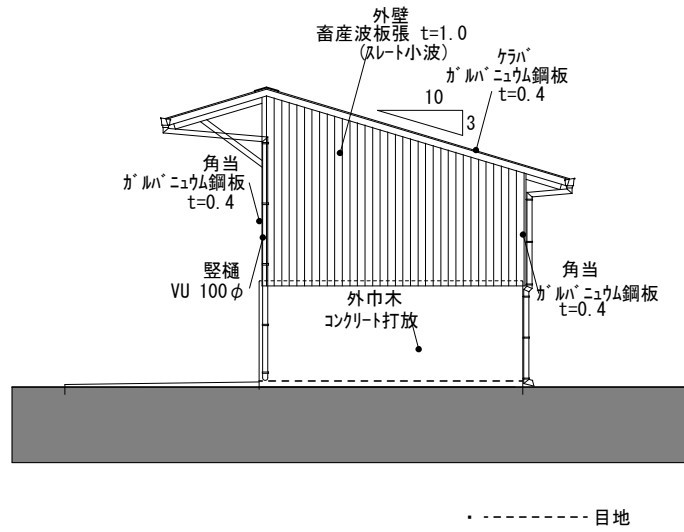 外壁
畜産波板張 t=1.0
(スレート小波)
ケラバ
ガルバニュウム鋼板
t=0.4
10
3
角当
ガルバニュウム鋼板
t=0.4
竪樋
VU 100φ
外巾木
コンクリート打放
角当
ガルバニュウム鋼板
t=0.4
目地